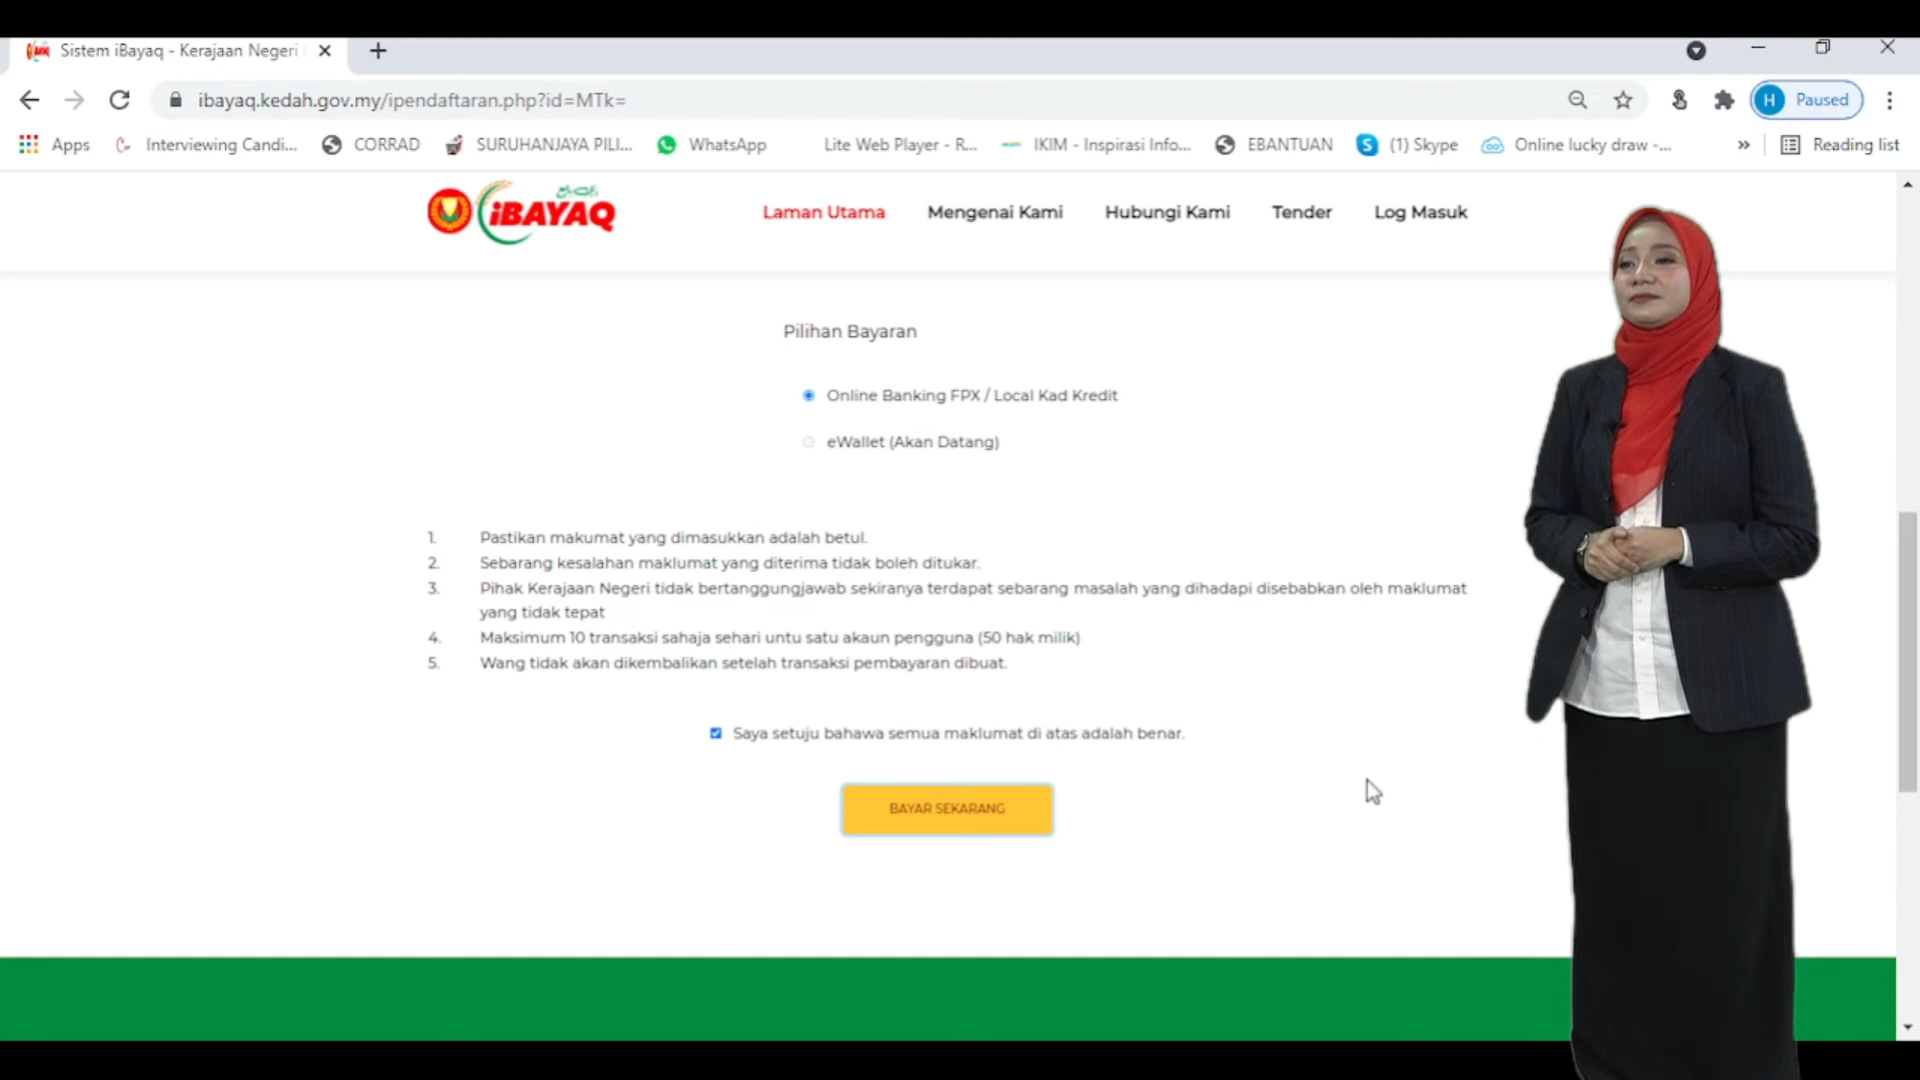 Sistem iBayaq - Kerajaan Negeri
ibayaq.kedah.gov.my/ipendaftaran.php?id=MTk=
H Paused
Apps Interviewing Candi... CORRAD SURUHANJAYA PILI... WhatsApp Lite Web Player - R... IKIM - Inspirasi Info... EBANTUAN S (1) Skype Online lucky draw -... » Reading list
iBAYAQ Laman Utama Mengenai Kami Hubungi Kami Tender Log Masuk
Pilihan Bayaran
Online Banking FPX / Local Kad Kredit
eWallet (Akan Datang)
1. Pastikan makumat yang dimasukkan adalah betul.
2. Sebarang kesalahan maklumat yang diterima tidak boleh ditukar.
3. Pihak Kerajaan Negeri tidak bertanggungjawab sekiranya terdapat sebarang masalah yang dihadapi disebabkan oleh maklumat
yang tidak tepat
4. Maksimum 10 transaksi sahaja sehari untu satu akaun pengguna (50 hak milik)
5. Wang tidak akan dikembalikan setelah transaksi pembayaran dibuat.
Saya setuju bahawa semua maklumat di atas adalah benar.
BAYAR SEKARANG